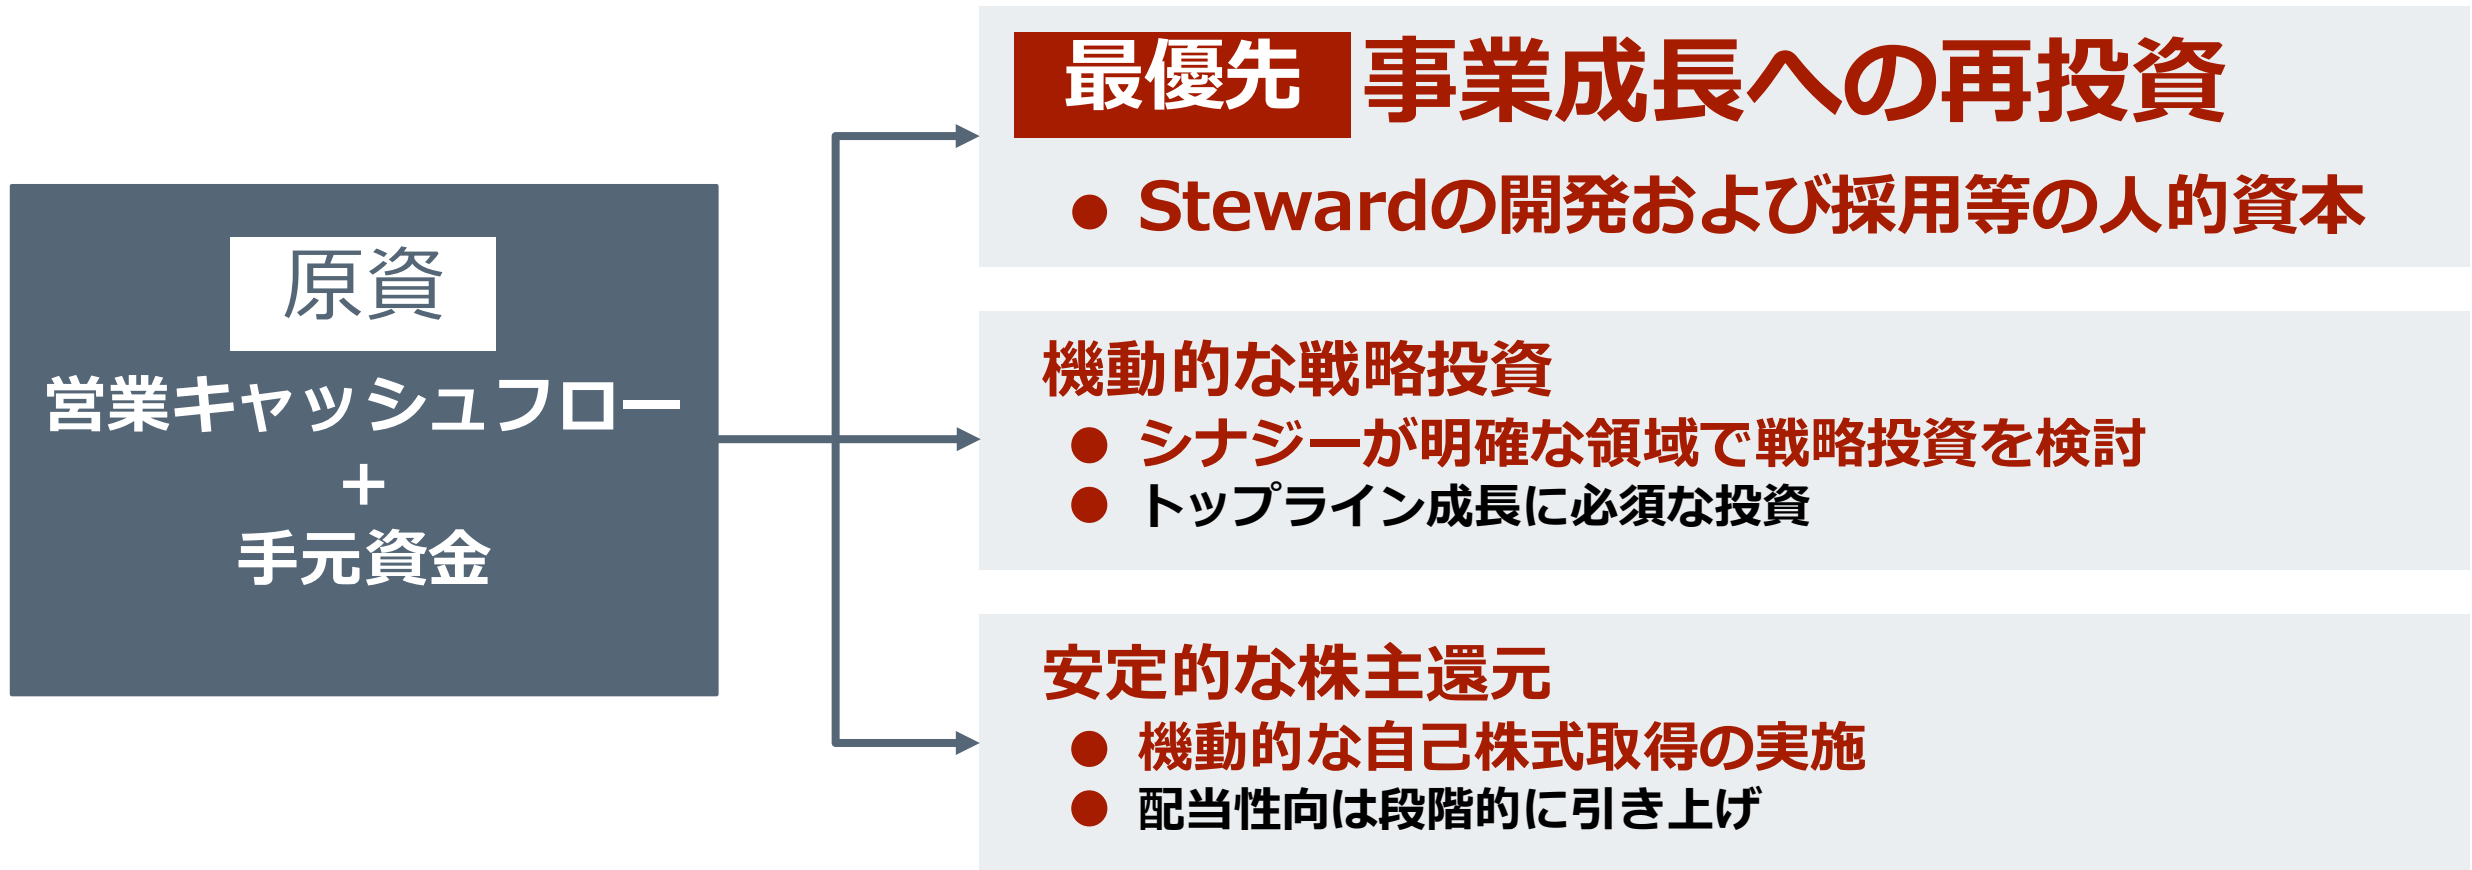 原資
営業キャッシュフロー
+
手元資金
最優先 事業成長への再投資
● Stewardの開発および採用等の人的資本
機動的な戦略投資
● シナジーが明確な領域で戦略投資を検討
● トップライン成長に必須な投資
安定的な株主還元
● 機動的な自己株式取得の実施
● 配当性向は段階的に引き上げ